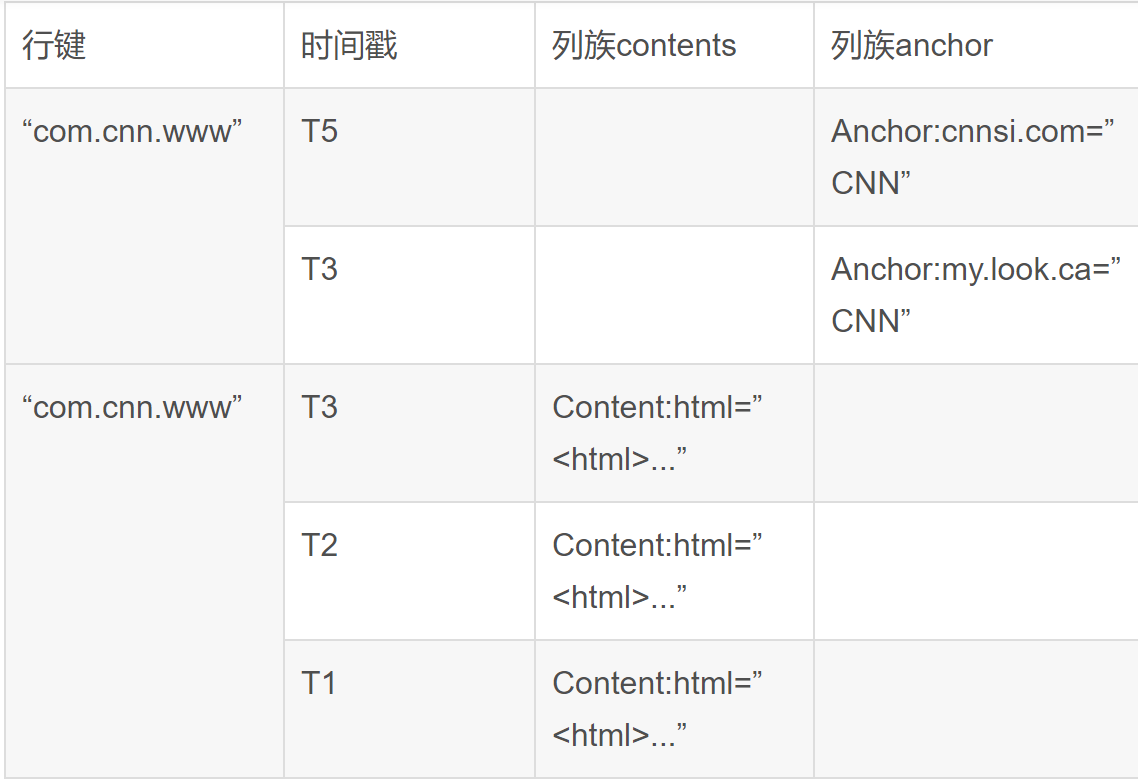 行键 时间戳 列族contents 列族anchor
“com.cnn.www” T5 Anchor:cnnsi.com=”
CNN”
T3 Anchor:my.look.ca=”
CNN”
“com.cnn.www” T3 Content:html=”
<html>...”
T2 Content:html=”
<html>...”
T1 Content:html=”
<html>...”